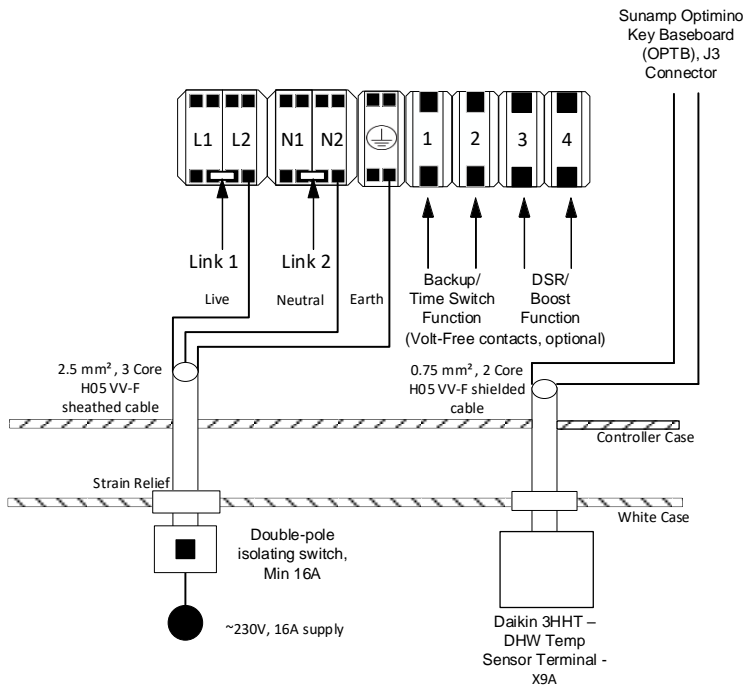 Sunamp Optimino
Key Baseboard
(OPTB), J3
Connector
L1 L2 N1 N2 1 2 3 4
Link 1
Link 2
Live
Neutral
Earth
Backup/
Time Switch
Function
DSR/
Boost
Function
(Volt-Free contacts, optional)
2.5 mm², 3 Core
H05 VV-F
sheathed cable
0.75 mm², 2 Core
H05 VV-F shielded
cable
Controller Case
Strain Relief
White Case
Double-pole
isolating switch,
Min 16A
~230V, 16A supply
Daikin 3HHT –
DHW Temp
Sensor Terminal -
X9A